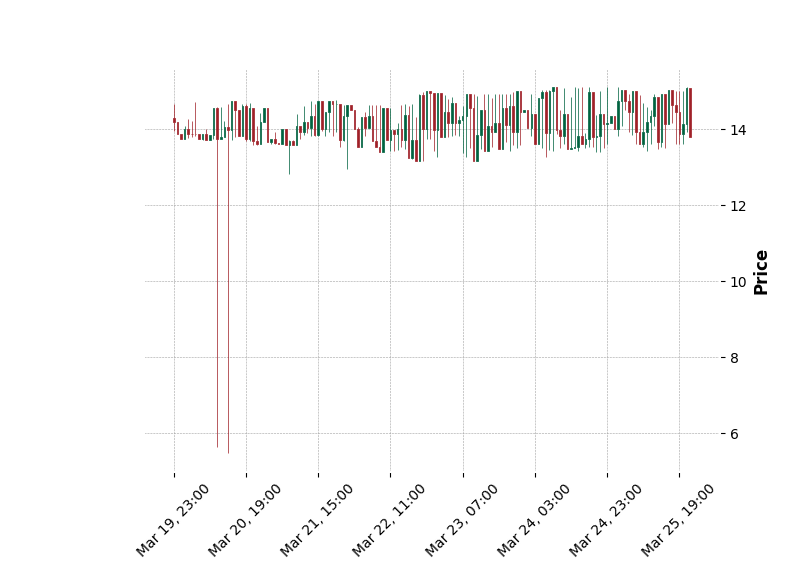 14
12
10
8
6
Price
Mar 19, 23:00
Mar 20, 19:00
Mar 21, 15:00
Mar 22, 11:00
Mar 23, 07:00
Mar 24, 03:00
Mar 24, 23:00
Mar 25, 19:00